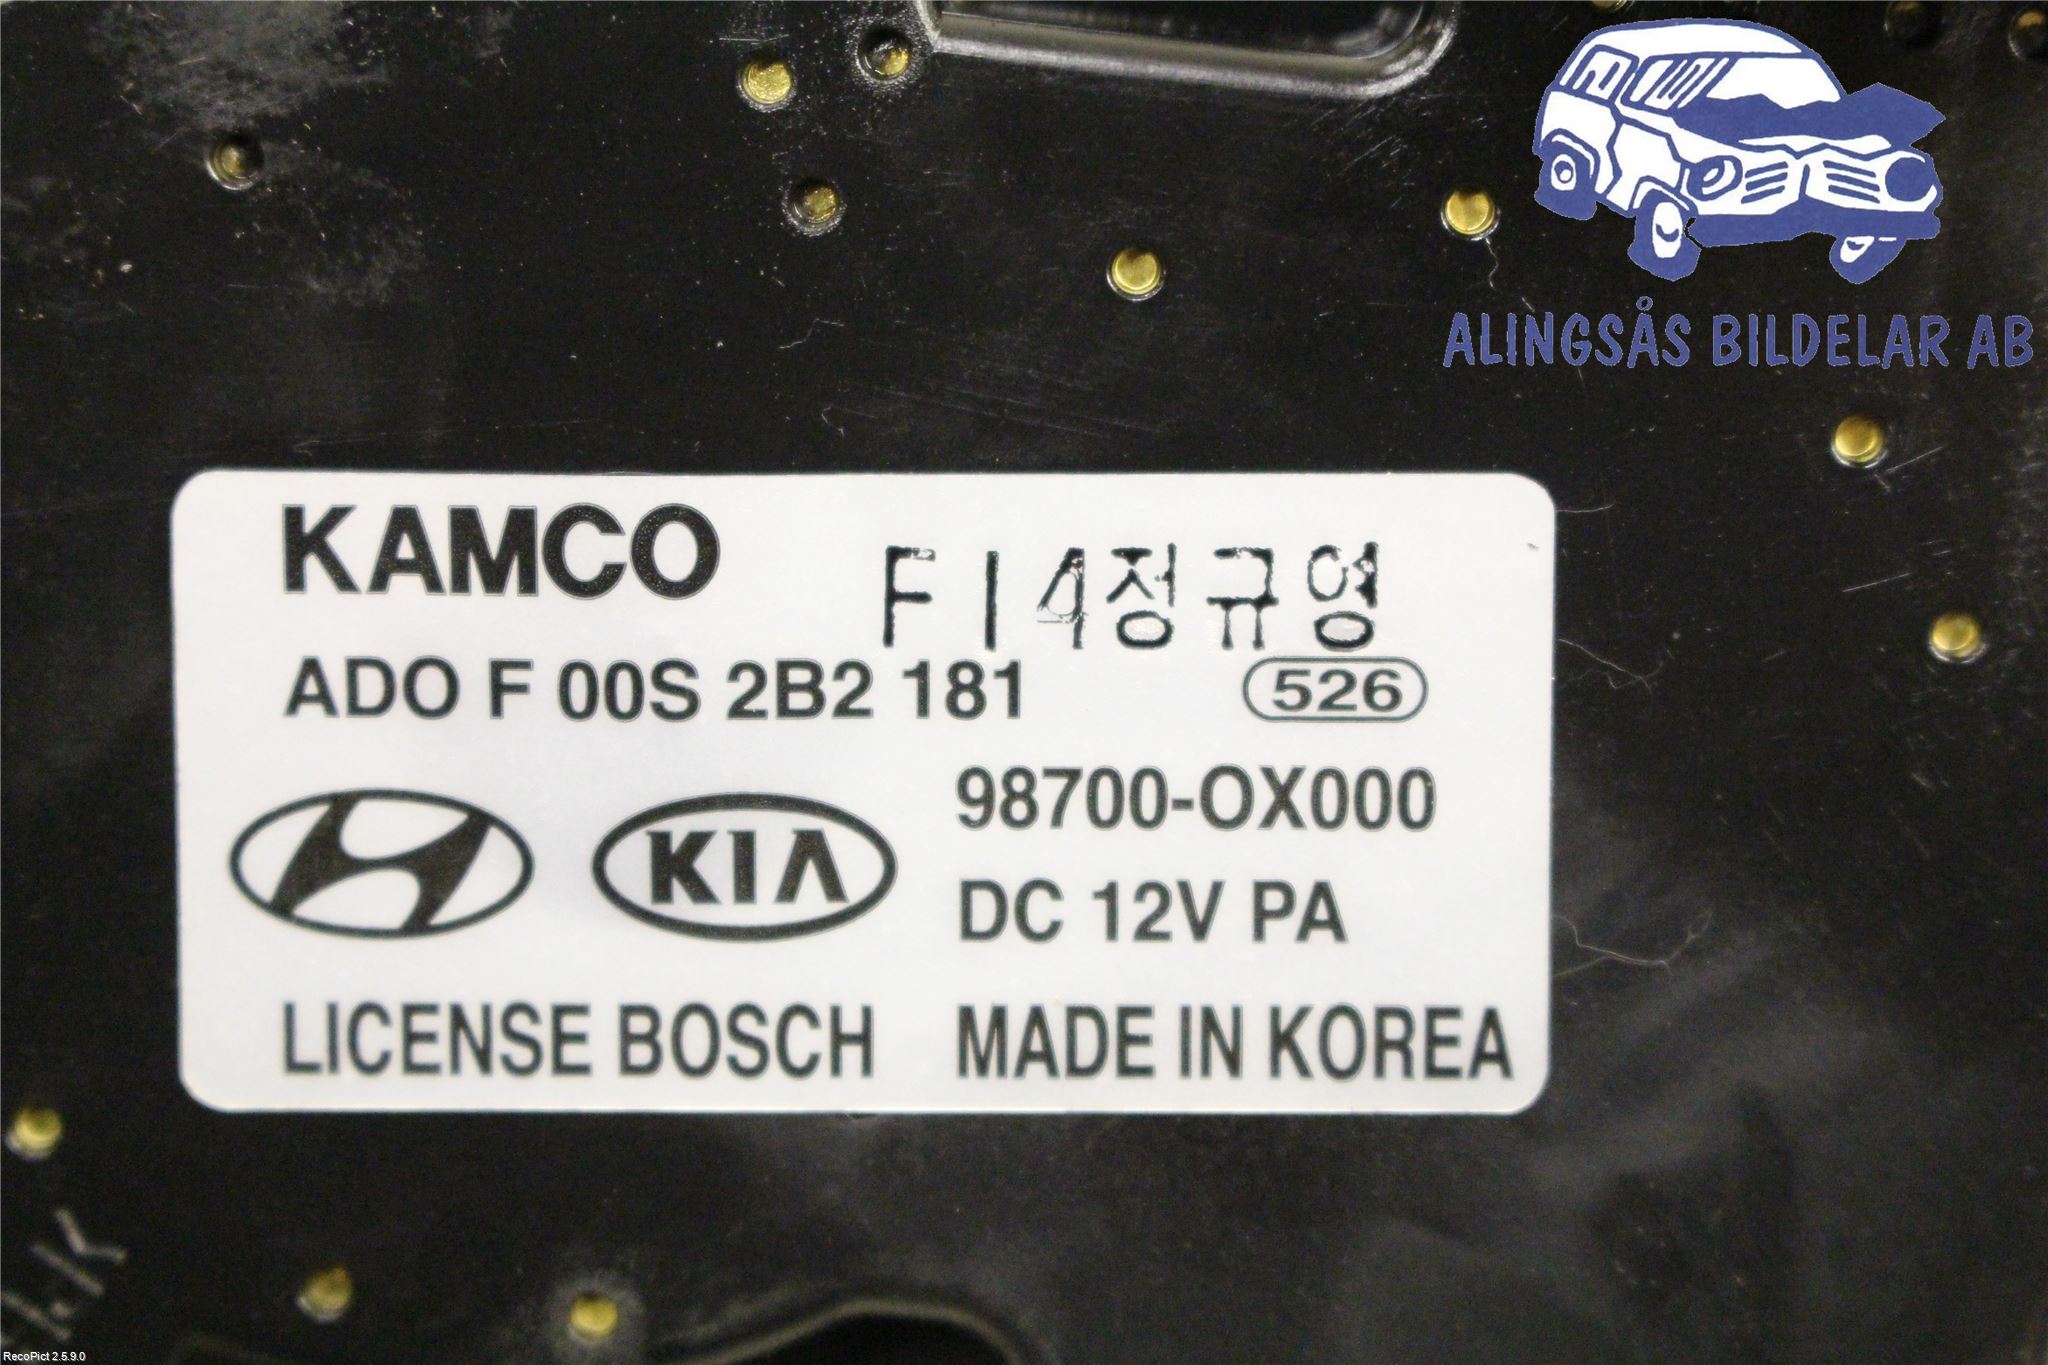 ALINGSÅS BILDELAR AB
KAMCO
F14정규영
ADO F 00S 2B2 181
526
98700-OX000
KIA
DC 12V PA
LICENSE BOSCH MADE IN KOREA
RecoPict 2.5.9.0